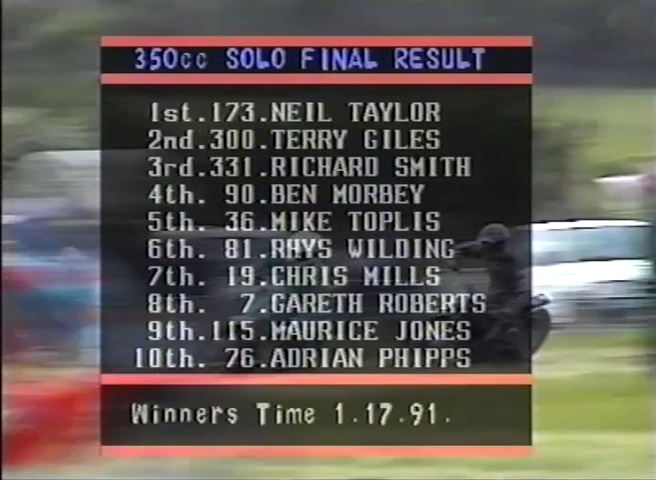 350cc SOLO FINAL RESULT
1st.173.NEIL TAYLOR
2nd.300.TERRY GILES
3rd.331.RICHARD SMITH
4th. 90.BEN MORBEY
5th. 36.MIKE TOPLIS
6th. 81.RHYS WILDING
7th. 19.CHRIS MILLS
8th. 7.GARETH ROBERTS
9th.115.MAURICE JONES
10th. 76.ADRIAN PHIPPS
Winners Time 1.17.91.